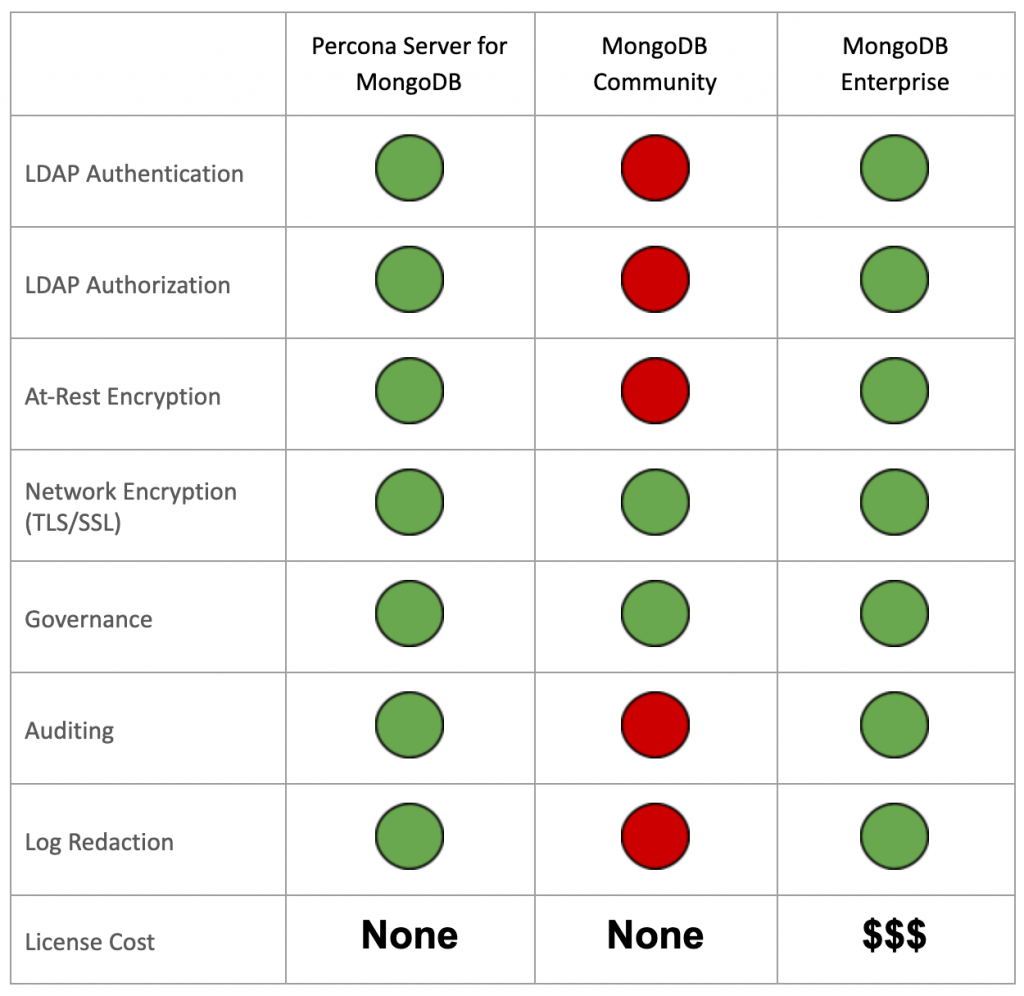 Percona Server for
MongoDB
MongoDB
Community
MongoDB
Enterprise
LDAP Authentication
LDAP Authorization
At-Rest Encryption
Network Encryption
(TLS/SSL)
Governance
Auditing
Log Redaction
License Cost
None
None
$$$